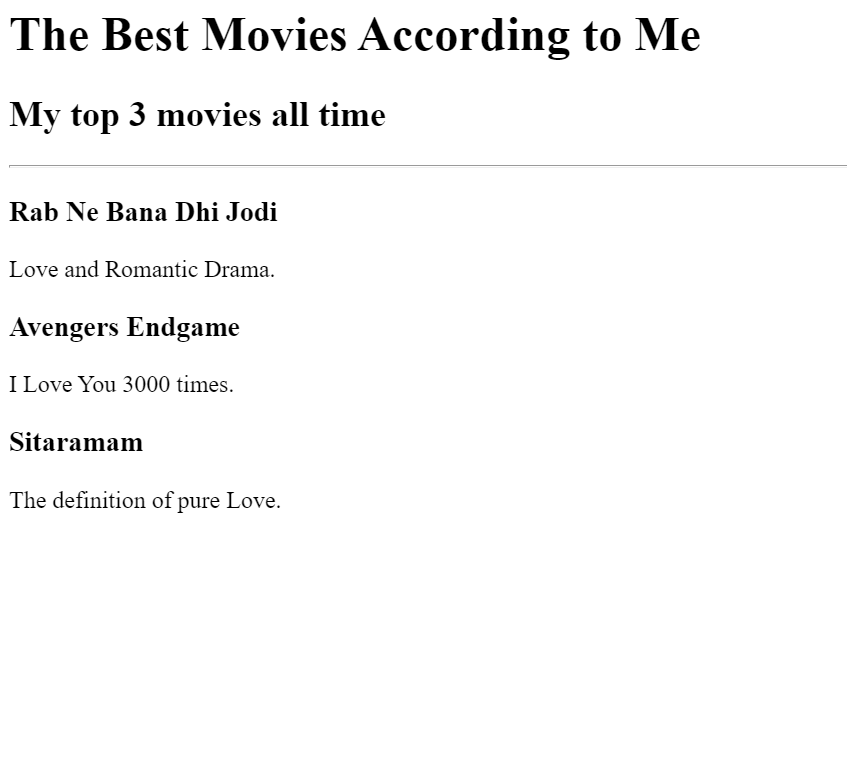 The Best Movies According to Me
My top 3 movies all time
Rab Ne Bana Dhi Jodi
Love and Romantic Drama.
Avengers Endgame
I Love You 3000 times.
Sitaramam
The definition of pure Love.